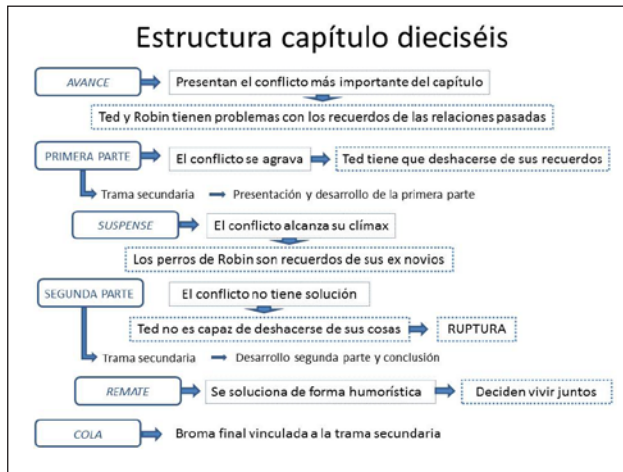 Estructura capítulo dieciséis
AVANCE
Presentan el conflicto más importante del capítulo
Ted y Robin tienen problemas con los recuerdos de las relaciones pasadas
PRIMERA PARTE
El conflicto se agrava
Ted tiene que deshacerse de sus recuerdos
Trama secundaria
Presentación y desarrollo de la primera parte
SUSPENSE
El conflicto alcanza su clímax
Los perros de Robin son recuerdos de sus ex novios
SEGUNDA PARTE
El conflicto no tiene solución
Ted no es capaz de deshacerse de sus cosas
RUPTURA
Trama secundaria
Desarrollo segunda parte y conclusión
REMATE
Se soluciona de forma humorística
Deciden vivir juntos
COLA
Broma final vinculada a la trama secundaria